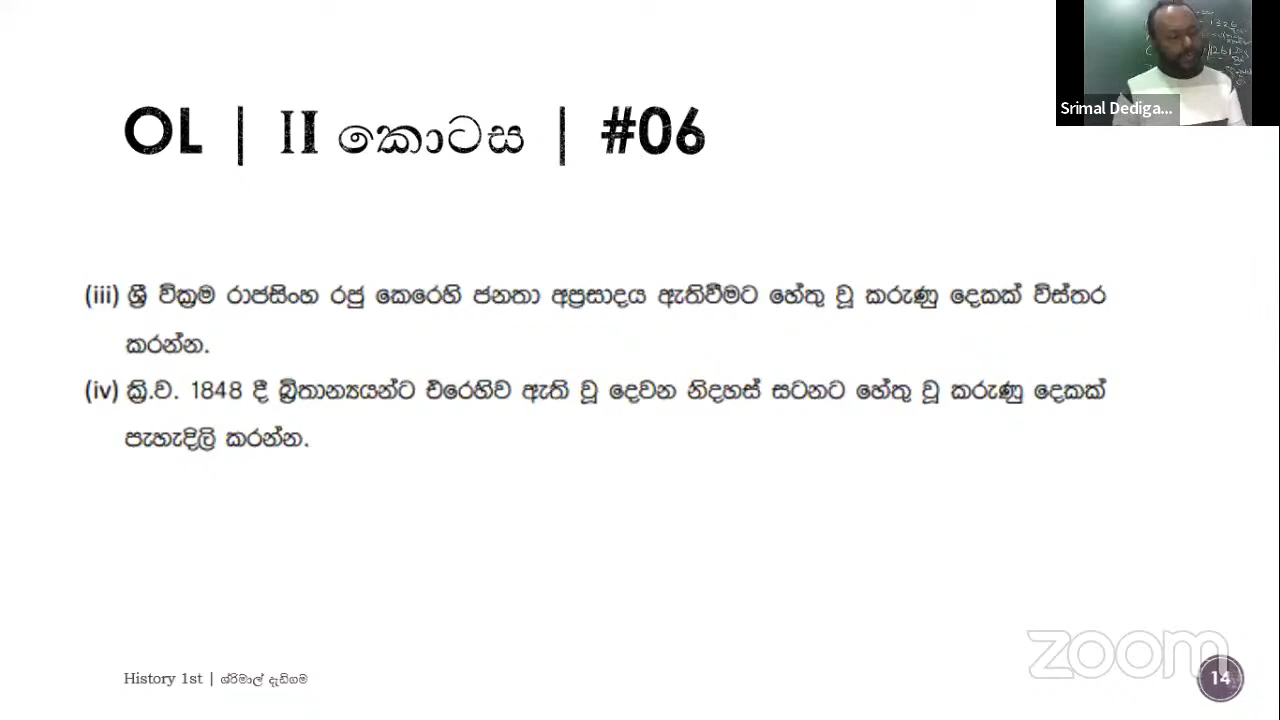 Srimal Dediga...
OL | II කොටස | #06
(iii) ශ්‍රී වික්‍රම රාජසිංහ රජු කෙරෙහි ජනතා අප්‍රසාදය ඇතිවීමට හේතු වූ කරුණු දෙකක් විස්තර
කරන්න.
(iv) ක්‍රි.ව. 1848 දී බ්‍රිතාන්‍යයන්ට එරෙහිව ඇති වූ දෙවන නිදහස් සටනට හේතු වූ කරුණු දෙකක්
පැහැදිලි කරන්න.
zoom
History 1st | ශ්රිමාල් දැඩිගම
14